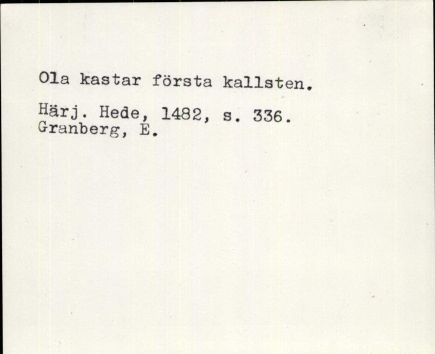 Ola kastar första kallsten.
Härj. Hede, 1482, s. 336.
Granberg, E.